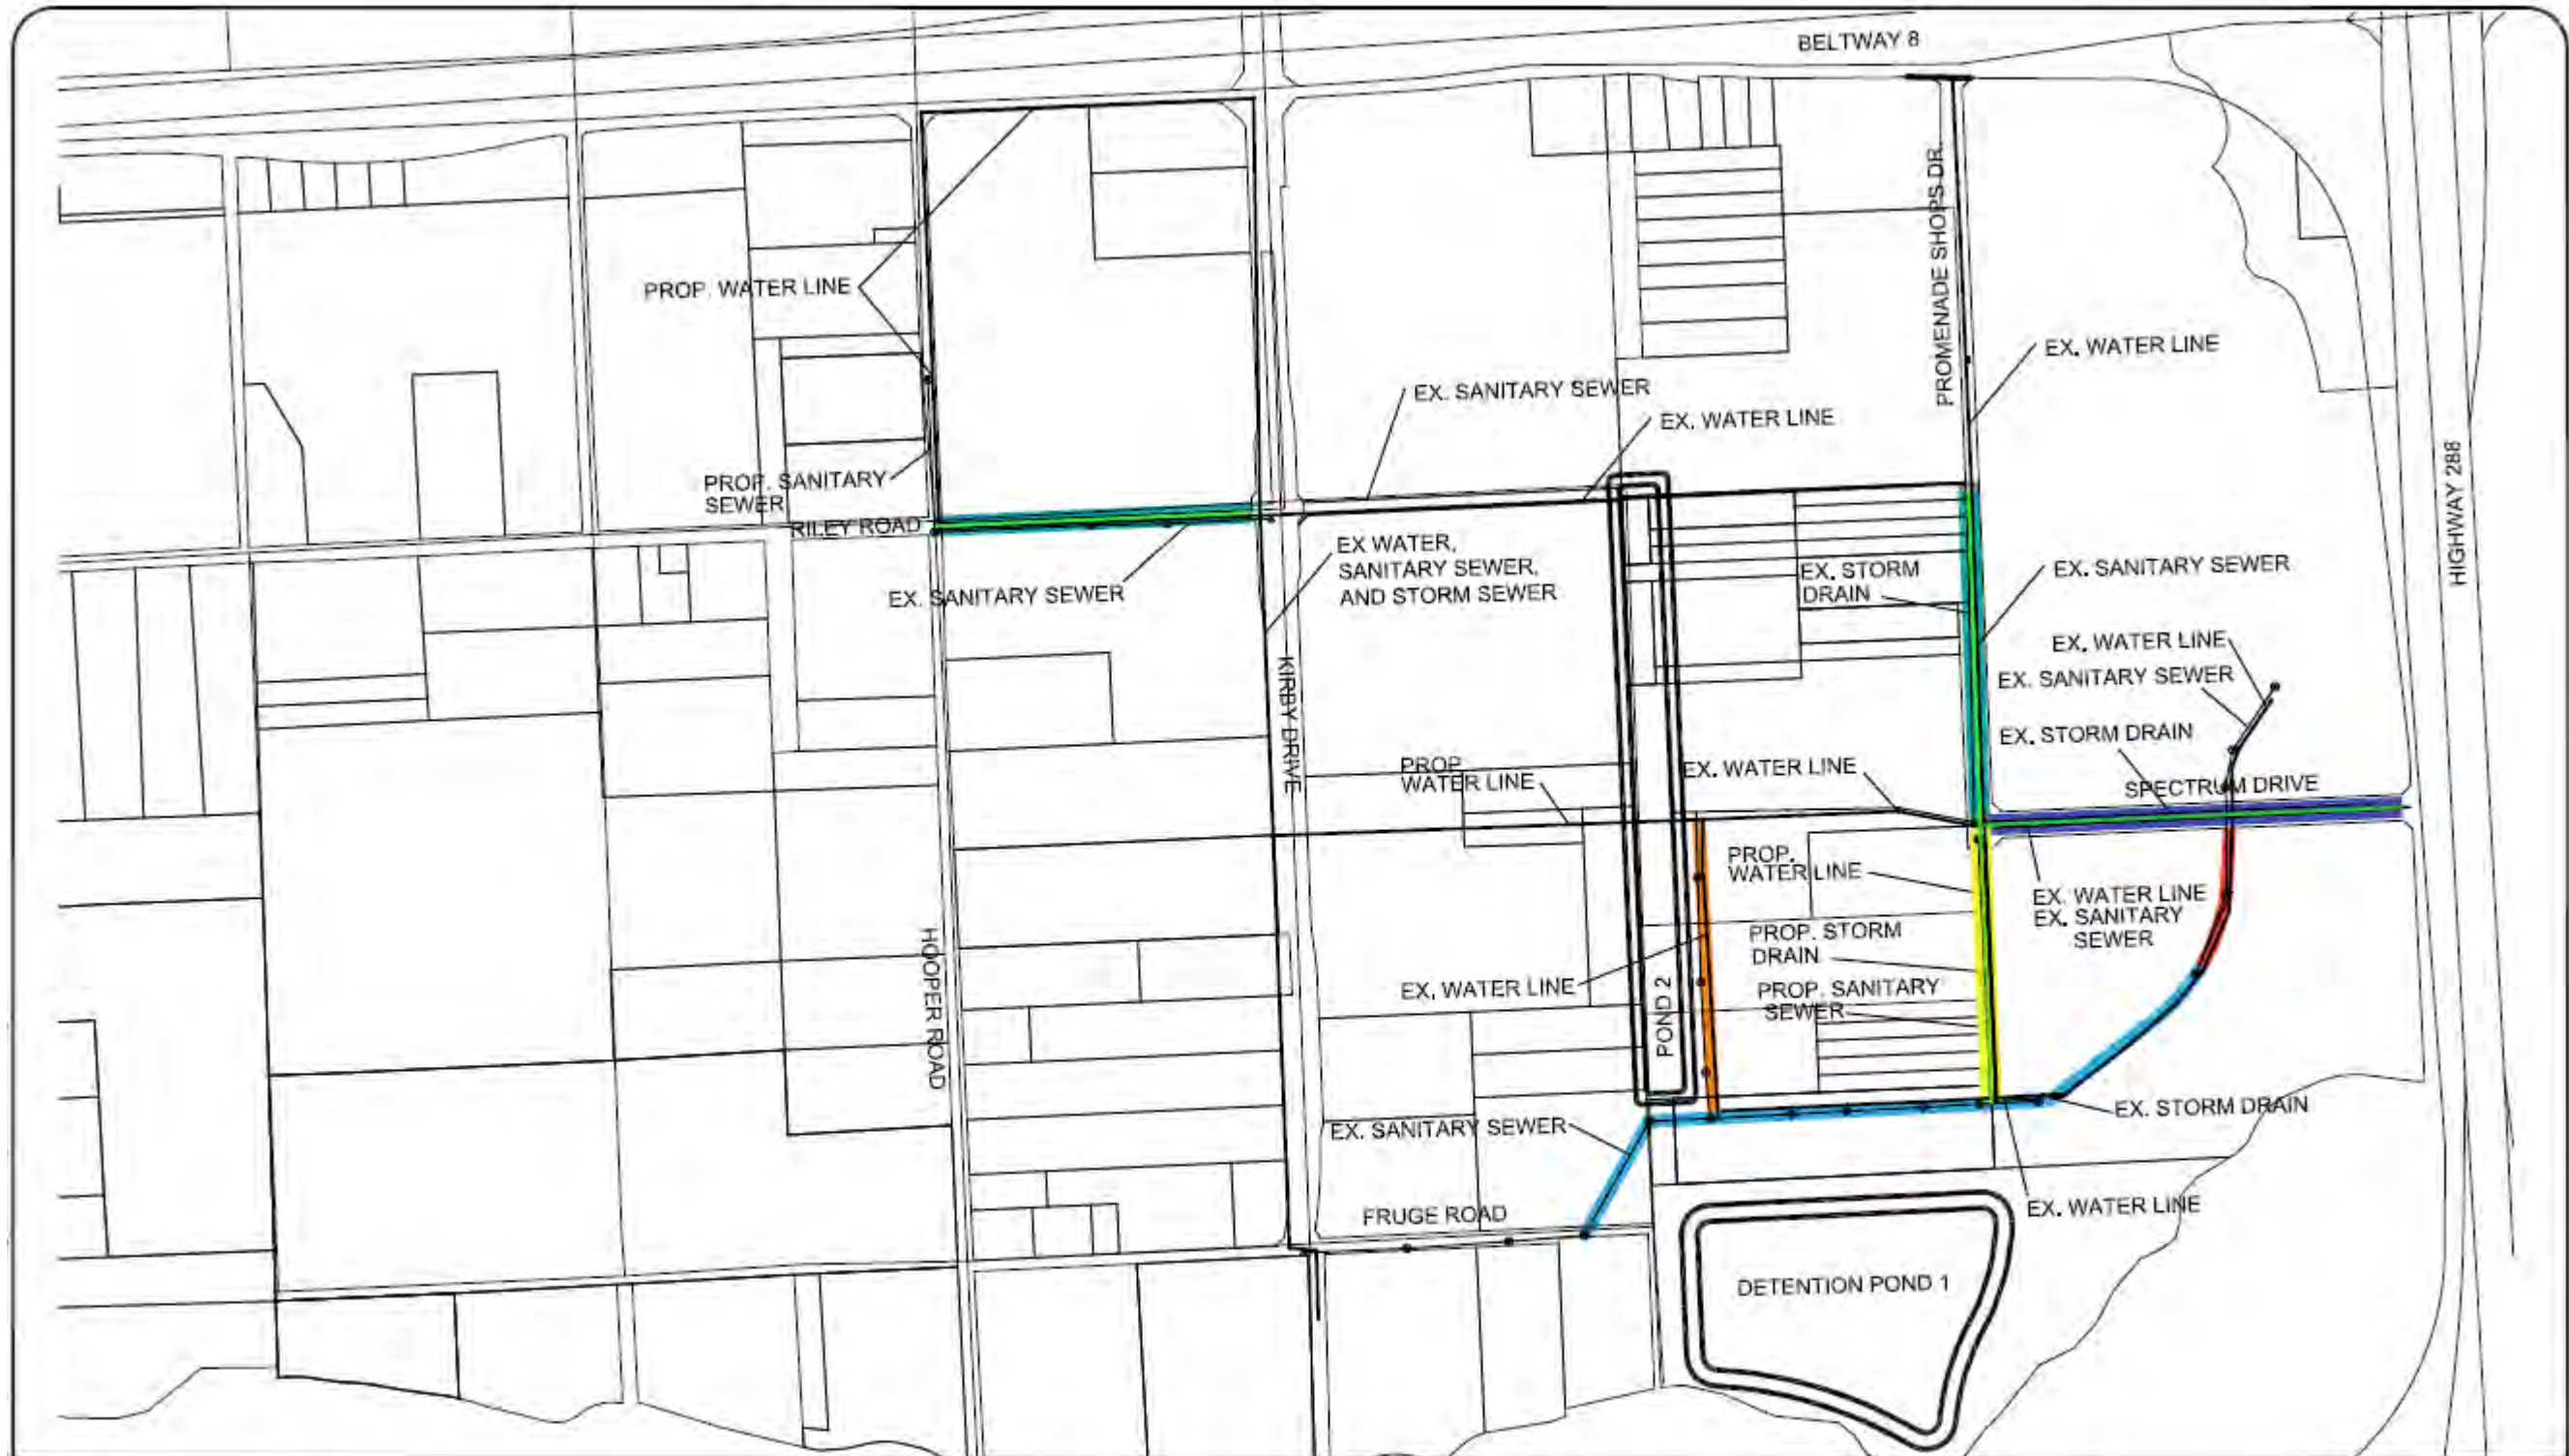 BELTWAY 8
PROMENADE SHOPS DR.
PROP. WATER LINE
EX. WATER LINE
EX. SANITARY SEWER
EX. WATER LINE
HIGHWAY 288
PROP. SANITARY
SEWER
RILEY ROAD
EX WATER,
SANITARY SEWER,
AND STORM SEWER
EX. STORM
DRAIN
EX. SANITARY SEWER
EX. SANITARY SEWER
EX. WATER LINE
EX. SANITARY SEWER
KIRBY DRIVE
EX. STORM DRAIN
PROP.
WATER LINE
EX. WATER LINE
SPECTRUM DRIVE
PROP.
WATER LINE
EX. WATER LINE
EX. SANITARY
SEWER
HOOPER ROAD
PROP. STORM
DRAIN
EX. WATER LINE
POND 2
PROP. SANITARY
SEWER
EX. SANITARY SEWER
EX. STORM DRAIN
FRUGE ROAD
EX. WATER LINE
DETENTION POND 1